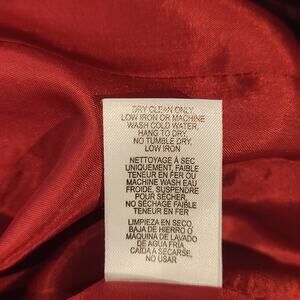 DRY CLEAN ONLY
LOW IRON OR MACHINE
WASH COLD WATER,
HANG TO DRY,
NO TUMBLE DRY,
LOW IRON
NETTOYAGE À SEC
UNIQUEMENT, FAIBLE
TENEUR EN FER OU
MACHINE WASH EAU
FROIDE, SUSPENDRE
POUR SÉCHER,
NO SÉCHAGE FAIBLE
TENEUR EN FER
LIMPIEZA EN SECO,
BAJA DE HIERRO O
MÁQUINA DE LAVADO
DE AGUA FRÍA,
CAÍDA A SECARSE,
NO USAR